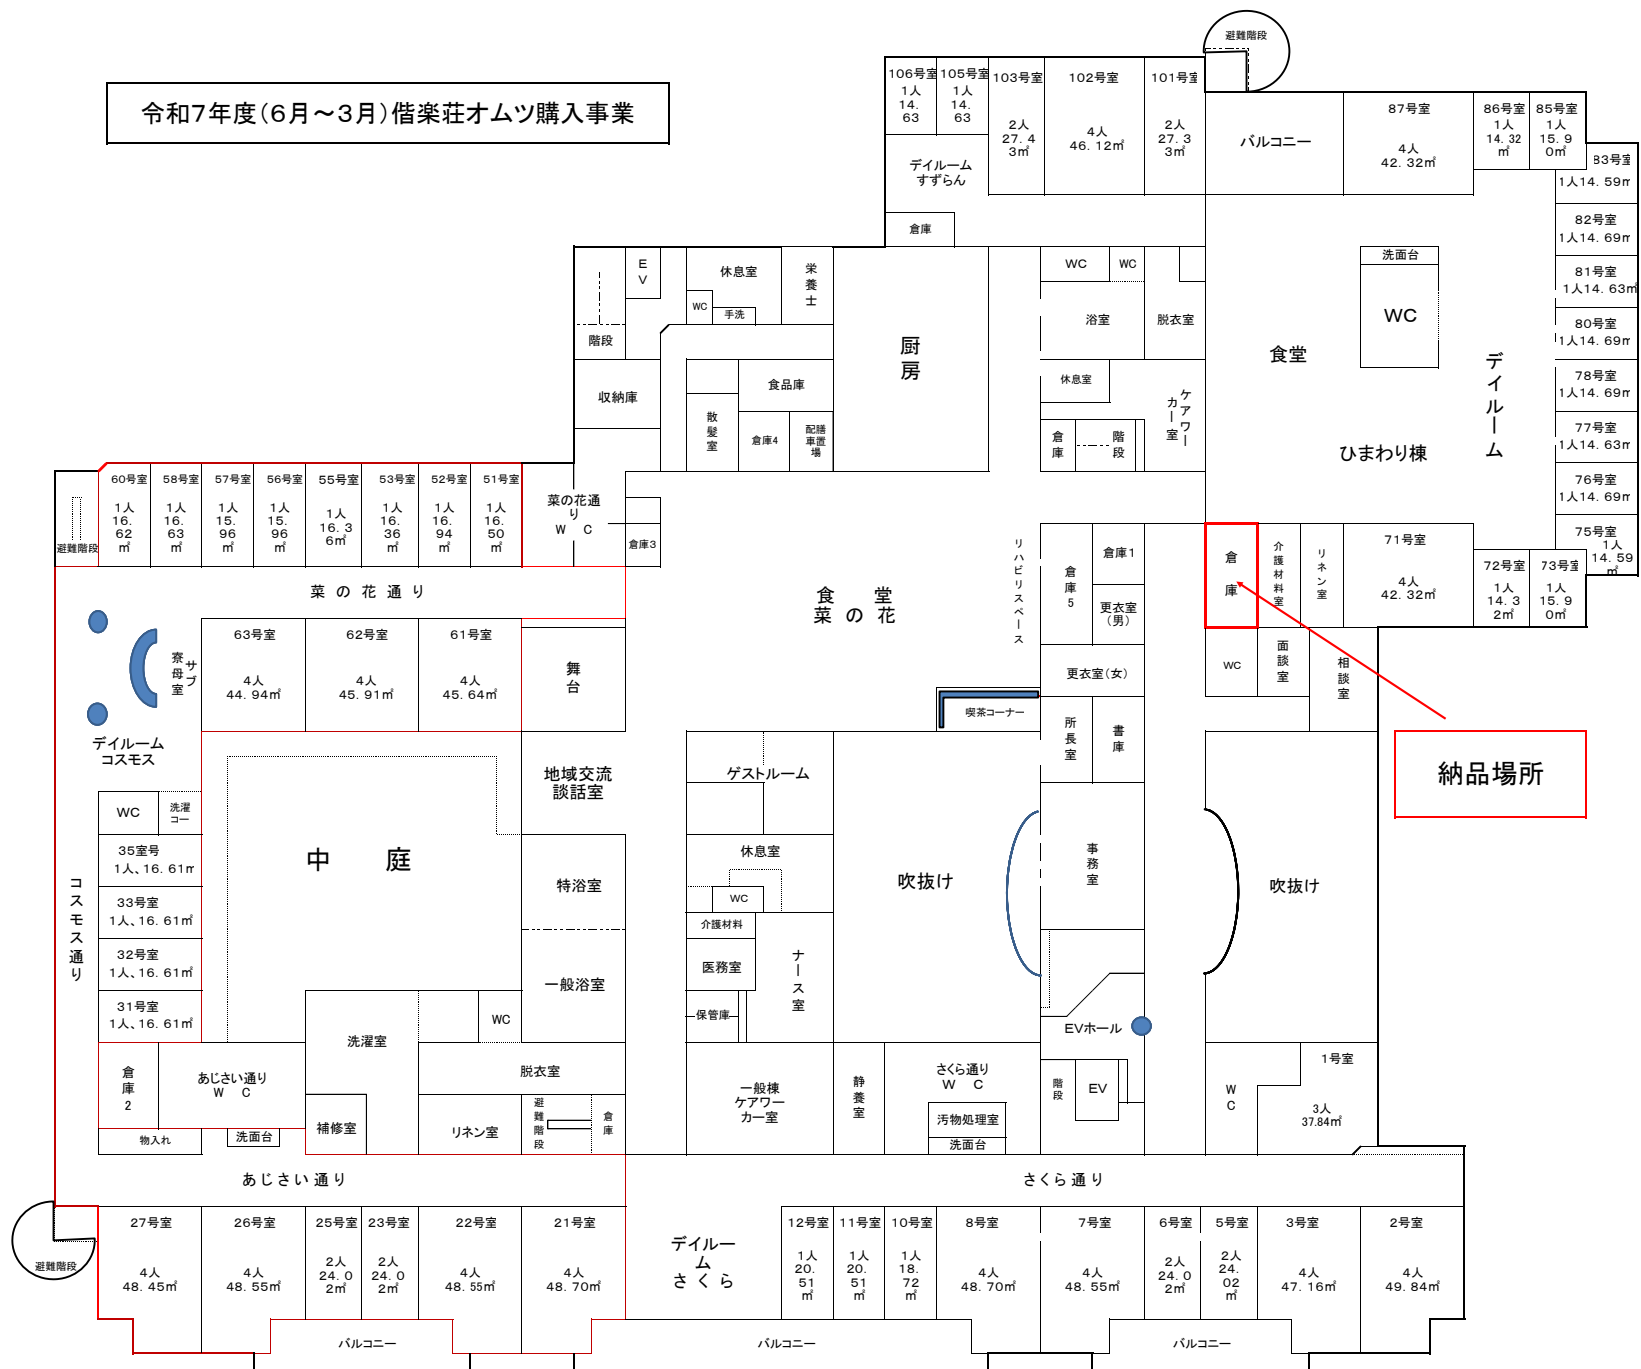 避難階段
令和7年度（6月～3月）偕楽荘オムツ購入事業
106号室
1人
14.
63
105号室
1人
14.
63
103号室
2人
27.4
3㎡
102号室
4人
46.12㎡
101号室
2人
27.3
3㎡
バルコニー
87号室
4人
42.32㎡
86号室
1人
14.32
㎡
85号室
1人
15.9
0㎡
83号室
1人14.59㎡
82号室
1人14.69㎡
81号室
1人14.63㎡
80号室
1人14.69㎡
78号室
1人14.69㎡
77号室
1人14.63㎡
76号室
1人14.69㎡
75号室
1人
14.59
㎡
デイルーム
すずらん
倉庫
EV
休息室
栄養士
WC
手洗
階段
収納庫
食品庫
散髪室
倉庫4
配膳
車置
場
厨房
WC
WC
浴室
脱衣室
休息室
ケアワー
カー室
倉庫
階段
洗面台
WC
食堂
デイルーム
ひまわり棟
避難階段
60号室
1人
16.
62
㎡
58号室
1人
16.
63
㎡
57号室
1人
15.
96
㎡
56号室
1人
15.
96
㎡
55号室
1人
16.3
6㎡
53号室
1人
16.
36
㎡
52号室
1人
16.
94
㎡
51号室
1人
16.
50
㎡
菜の花通
り
W C
倉庫3
菜の花通り
食 堂
菜の花
リハビリスペース
倉庫5
倉庫1
更衣室
（男）
更衣室（女）
喫茶コーナー
所長室
書庫
倉庫
介護材料室
リネン室
71号室
4人
42.32㎡
72号室
1人
14.3
2㎡
73号室
1人
15.9
0㎡
WC
面談室
相談室
納品場所
サブ
寮母室
63号室
4人
44.94㎡
62号室
4人
45.91㎡
61号室
4人
45.64㎡
舞台
デイルーム
コスモス
WC
洗濯
コー
35室号
1人、16.61㎡
33号室
1人、16.61㎡
32号室
1人、16.61㎡
31号室
1人、16.61㎡
コスモス通り
中 庭
地域交流
談話室
特浴室
一般浴室
ゲストルーム
休息室
WC
介護材料
医務室
ナース室
保管庫
吹抜け
事務室
吹抜け
EVホール
WC
洗濯室
脱衣室
倉庫2
あじさい通り
W C
物入れ
洗面台
補修室
リネン室
避難階段
倉庫
一般棟
ケアワー
カー室
静養室
さくら通り
W C
汚物処理室
洗面台
階段
EV
WC
1号室
3人
37.84㎡
あじさい通り
さくら通り
避難階段
27号室
4人
48.45㎡
26号室
4人
48.55㎡
25号室
2人
24.0
2㎡
23号室
2人
24.0
2㎡
22号室
4人
48.55㎡
21号室
4人
48.70㎡
デイルー
ム
さくら
12号室
1人
20.
51
㎡
11号室
1人
20.
51
㎡
10号室
1人
18.
72
㎡
8号室
4人
48.70㎡
7号室
4人
48.55㎡
6号室
2人
24.0
2㎡
5号室
2人
24.
02㎡
3号室
4人
47.16㎡
2号室
4人
49.84㎡
バルコニー
バルコニー
バルコニー